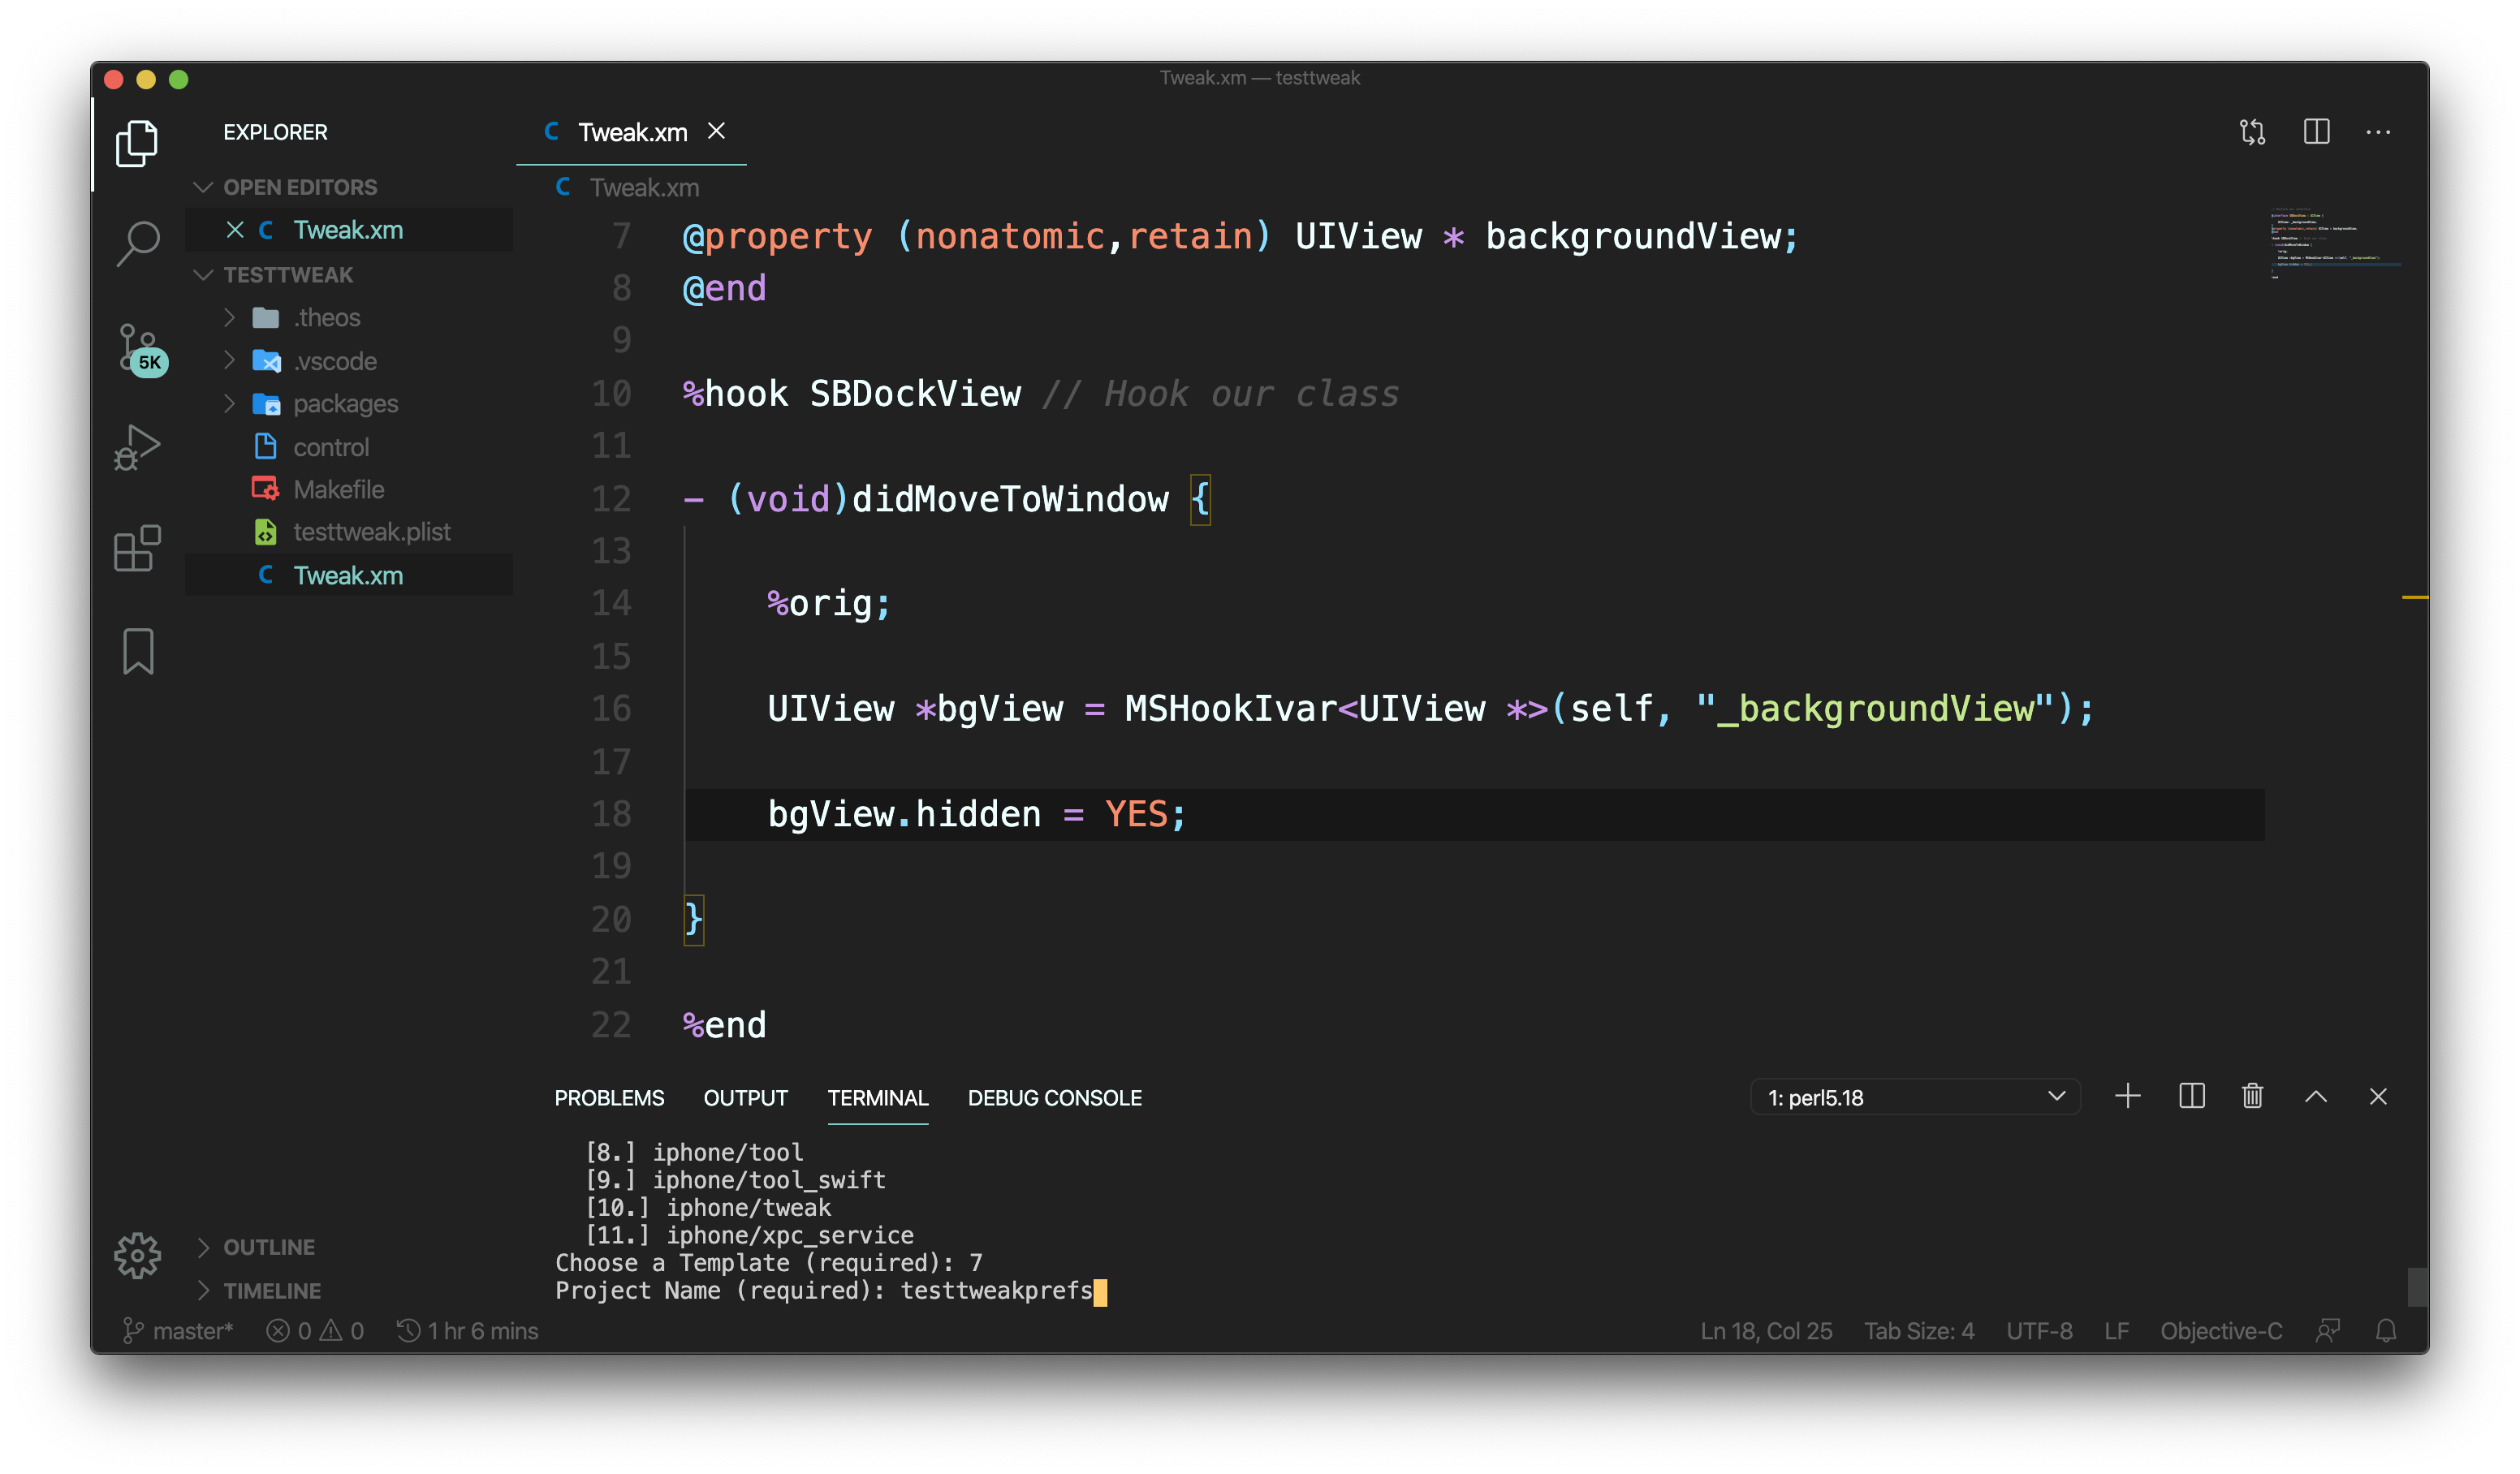 Tweak.xm — testtweak
EXPLORER
OPEN EDITORS
Tweak.xm
TESTTWEAK
.theos
.vscode
packages
control
Makefile
testtweak.plist
Tweak.xm
5K
OUTLINE
TIMELINE
Tweak.xm
Tweak.xm
7 @property (nonatomic,retain) UIView * backgroundView;
8 @end
9
10 %hook SBDockView // Hook our class
11
12 - (void)didMoveToWindow {
13
14 %orig;
15
16 UIView *bgView = MSHookIvar<UIView *>(self, "_backgroundView");
17
18 bgView.hidden = YES;
19
20 }
21
22 %end
PROBLEMS OUTPUT TERMINAL DEBUG CONSOLE 1: perl5.18
[8.] iphone/tool
[9.] iphone/tool_swift
[10.] iphone/tweak
[11.] iphone/xpc_service
Choose a Template (required): 7
Project Name (required): testtweakprefs
master* 0 0 1 hr 6 mins Ln 18, Col 25 Tab Size: 4 UTF-8 LF Objective-C